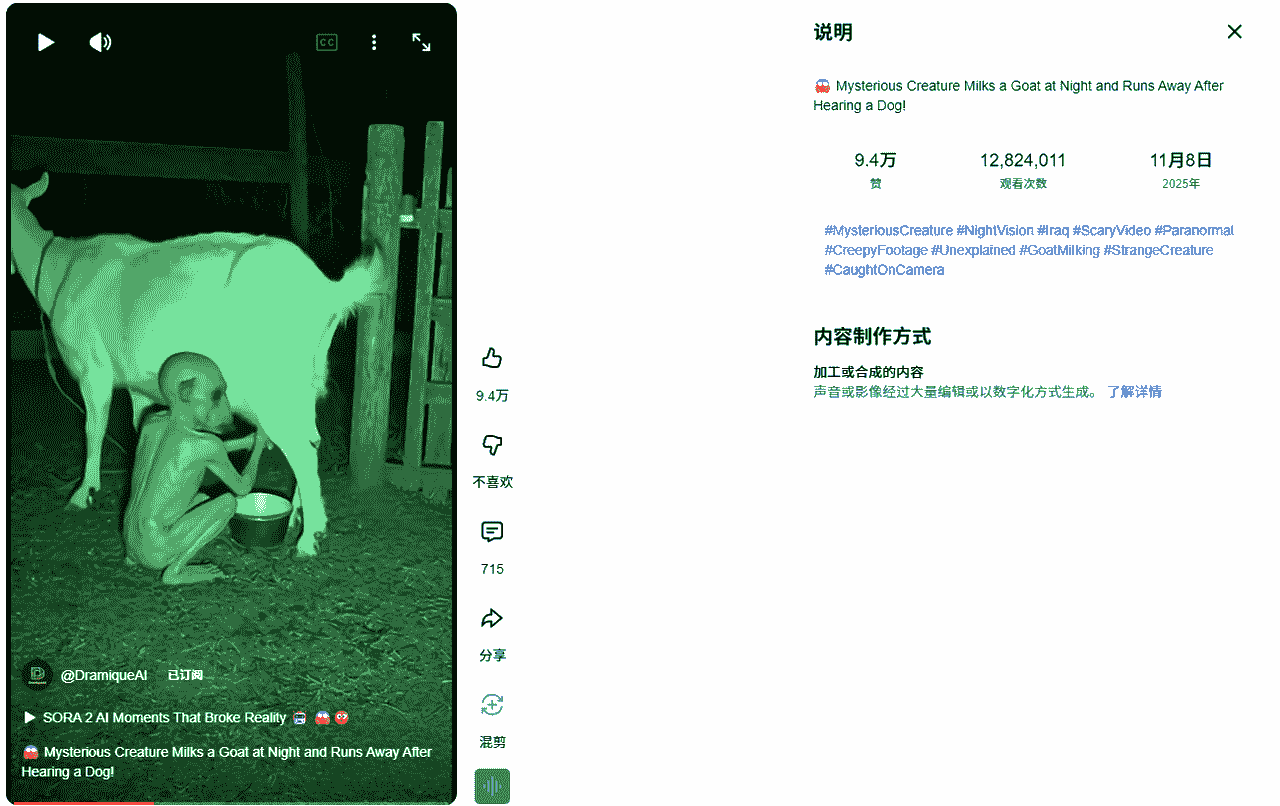 CC
@DramiqueAI 已订阅
SORA 2 AI Moments That Broke Reality
Mysterious Creature Milks a Goat at Night and Runs Away After
Hearing a Dog!
9.4万
不喜欢
715
分享
混剪
说明
Mysterious Creature Milks a Goat at Night and Runs Away After
Hearing a Dog!
9.4万 12,824,011 11月8日
赞 观看次数 2025年
#MysteriousCreature #NightVision #Iraq #ScaryVideo #Paranormal
#CreepyFootage #Unexplained #GoatMilking #StrangeCreature
#CaughtOnCamera
内容制作方式
加工或合成的内容
声音或影像经过大量编辑或以数字化方式生成。 了解详情